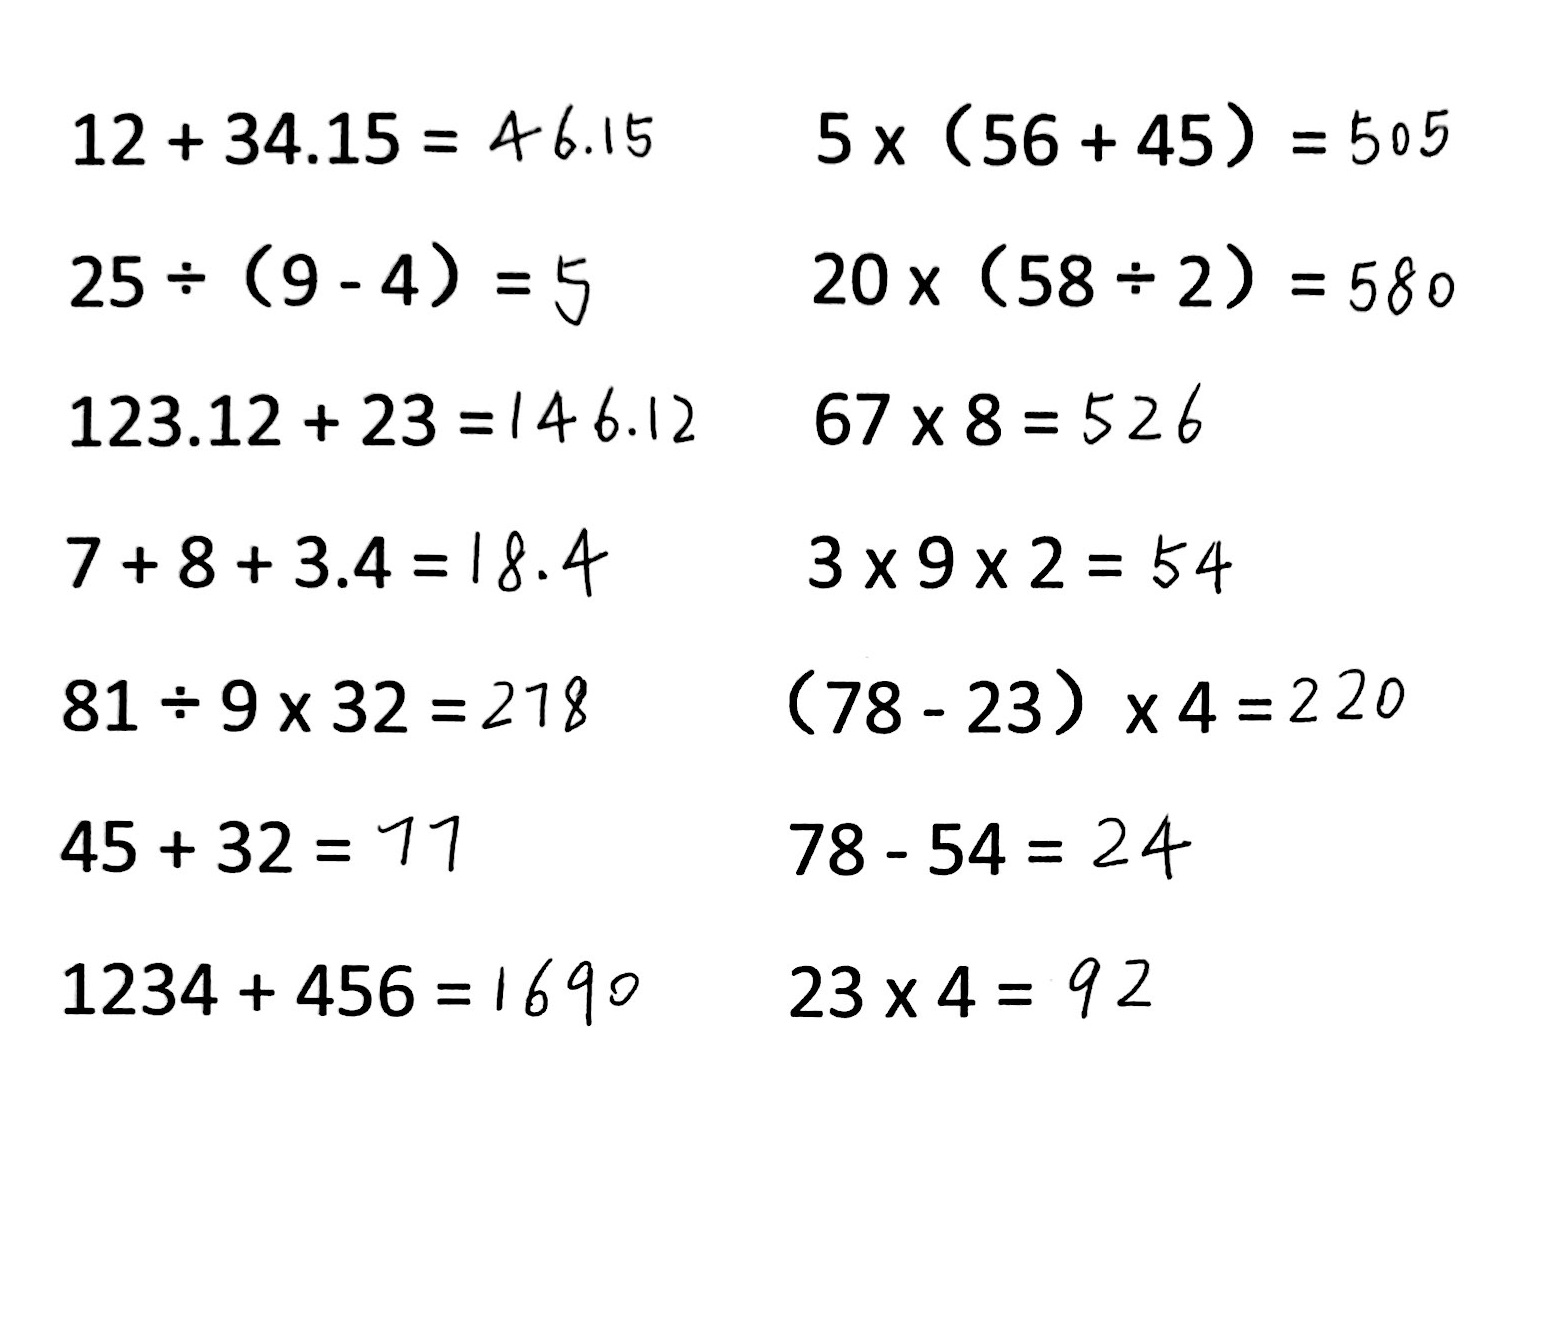 12 + 34.15 = 46.15
5 x（56 + 45）= 505
25 ÷（9 - 4）= 5
20 x（58 ÷ 2）= 580
123.12 + 23 = 146.12
67 x 8 = 526
7 + 8 + 3.4 = 18.4
3 x 9 x 2 = 54
81 ÷ 9 x 32 = 278
（78 - 23） x 4 = 220
45 + 32 = 77
78 - 54 = 24
1234 + 456 = 1690
23 x 4 = 92